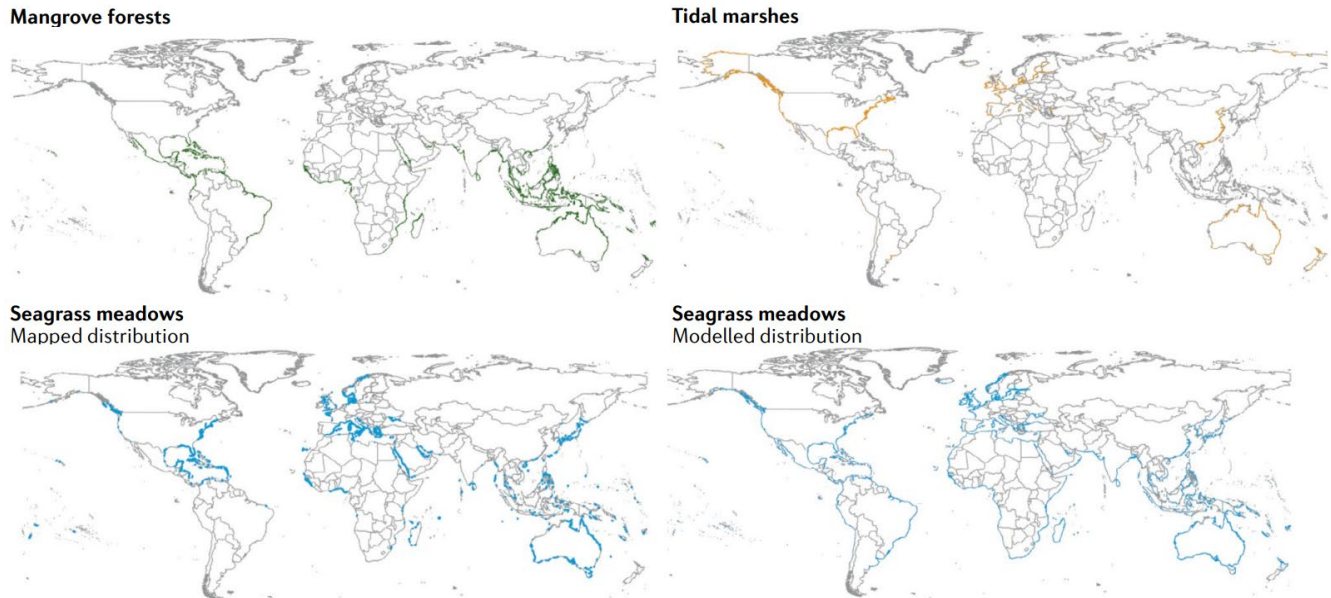 Mangrove forests
Tidal marshes
Seagrass meadows
Mapped distribution
Seagrass meadows
Modelled distribution